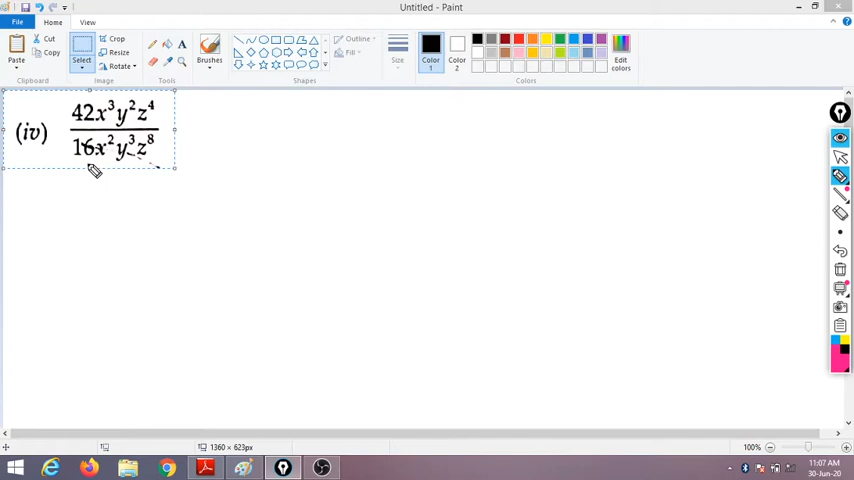 Untitled - Paint
File Home View
Paste
Cut
Copy
Clipboard
Select
Crop
Resize
Rotate
Image
A
Tools
Brushes
Shapes
Outline
Fill
Size
Color 1
Color 2
Edit colors
Colors
(iv) 42x³y²z⁴
16x²y³z⁸
1360 × 623px
100%
11:07 AM
30-Jun-20